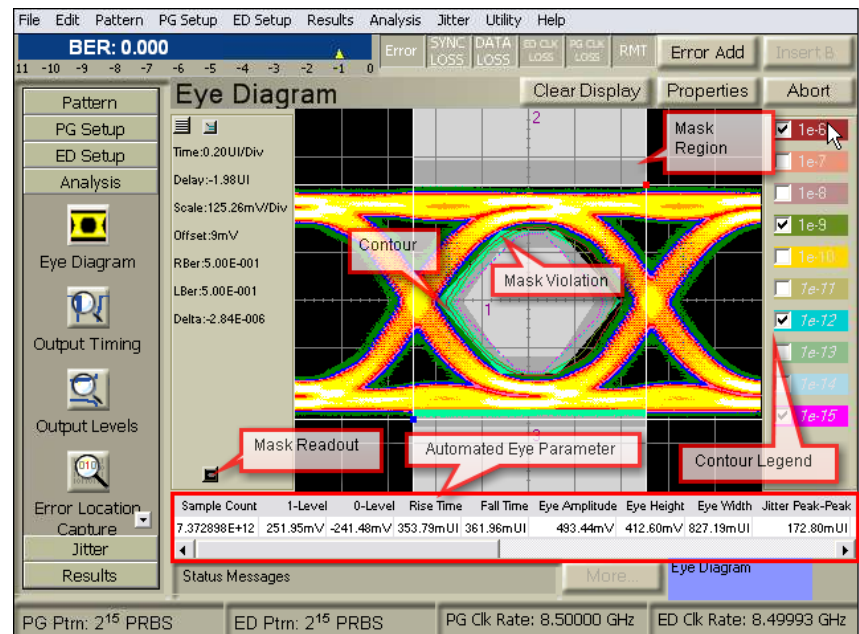 File Edit Pattern PG Setup ED Setup Results Analysis Jitter Utility Help
BER: 0.000
11 -10 -9 -8 -7 -6 -5 -4 -3 -2 -1 0
Error
SYNC LOSS
DATA LOSS
ED CLK LOSS
PG CLK LOSS
RMT
Error Add
Insert B
Eye Diagram
Clear Display
Properties
Abort
Pattern
PG Setup
ED Setup
Analysis
Eye Diagram
Output Timing
Output Levels
Error Location
Capture
Jitter
Results
Time:0.20UI/Div
Delay:-1.98UI
Scale:125.26mV/Div
Offset:9mV
RBer:5.00E-001
LBer:5.00E-001
Delta:-2.84E-006
2
1
3
Mask
Region
Contour
Mask Violation
Mask Readout
Automated Eye Parameter
Contour Legend
1e-6
1e-7
1e-8
1e-9
1e-10
1e-11
1e-12
1e-13
1e-14
1e-15
Sample Count 1-Level 0-Level Rise Time Fall Time Eye Amplitude Eye Height Eye Width Jitter Peak-Peak
7.372898E+12 251.95mV -241.48mV 353.79mUI 361.96mUI 493.44mV 412.60mV 827.19mUI 172.80mUI
Status Messages
More...
Eye Diagram
PG Ptrn: 2¹⁵ PRBS
ED Ptrn: 2¹⁵ PRBS
PG Clk Rate: 8.50000 GHz
ED Clk Rate: 8.49993 GHz